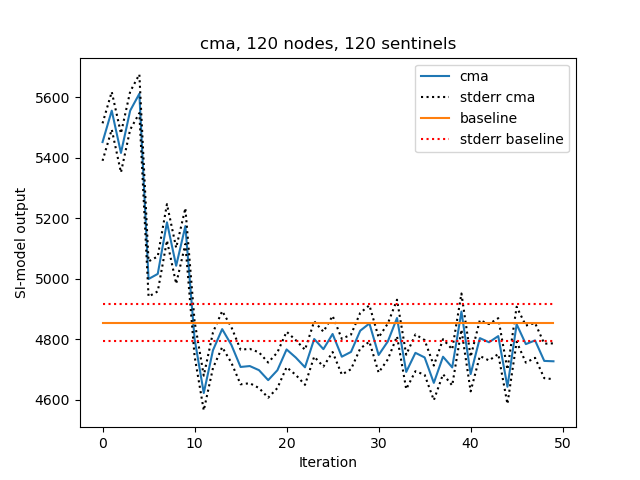 cma, 120 nodes, 120 sentinels
cma
stderr cma
baseline
stderr baseline
SI-model output
5600
5400
5200
5000
4800
4600
0 10 20 30 40 50
Iteration